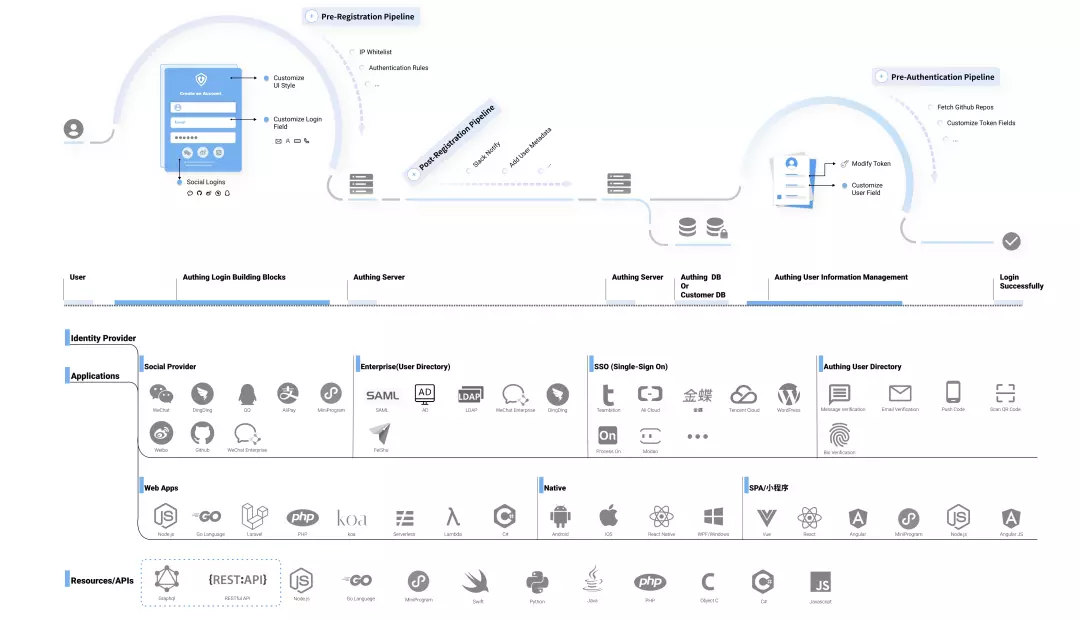 Pre-Registration Pipeline
IP Whitelist
Authentication Rules
...
Create an Account
Email
Customize
UI Style
Customize Login
Field
Social Logins
Post-Registration Pipeline
Slack Notify
Add User Metadata
...
Pre-Authentication Pipeline
Fetch Github Repos
Customize Token Fields
...
Modify Token
Customize
User Field
User
Authing Login Building Blocks
Authing Server
Authing Server
Authing DB
Or
Customer DB
Authing User Information Management
Login
Successfully
Identity Provider
Applications
Social Provider
WeChat
DingDing
QQ
AliPay
MiniProgram
Weibo
Github
WeChat Enterprise
Enterprise(User Directory)
SAML
SAML
AD
AD
LDAP
LDAP
WeChat Enterprise
DingDing
FeiShu
SSO (Single-Sign On)
Teambition
Ali Cloud
金蝶
金蝶
Tencent Cloud
WordPress
On
Process On
Modao
Authing User Directory
Message verification
Email Verification
Push Code
Scan QR Code
Bio Verification
Web Apps
JS
Node.js
GO
Go Language
Laravel
php
PHP
koa
koa
Serverless
Lambda
C#
Native
Android
iOS
React Native
WPF/Windows
SPA/小程序
Vue
React
Angular
MiniProgram
JS
Node.js
Angular JS
Resources/APIs
Graphql
{REST:API}
RESTful API
JS
Node.js
GO
Go Language
MiniProgram
Swift
Python
Java
php
PHP
C
Object C
C#
JS
Javascript